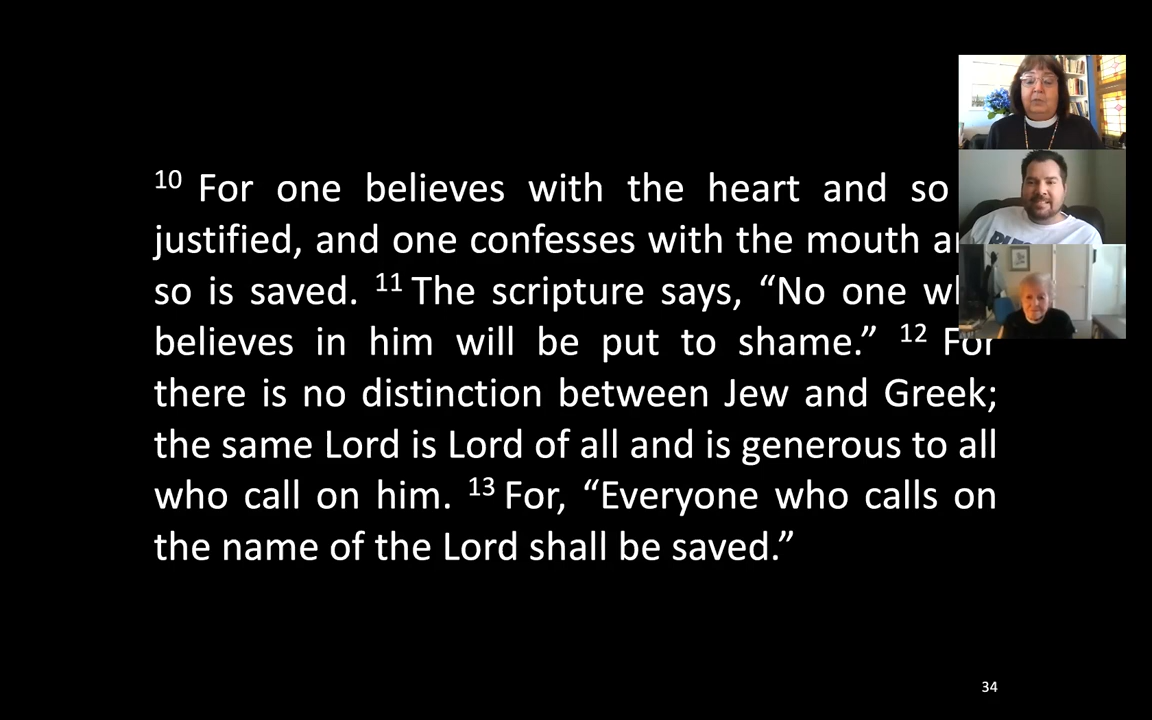 10 For one believes with the heart and so
justified, and one confesses with the mouth
so is saved. 11 The scripture says, “No one
believes in him will be put to shame.” 12 For
there is no distinction between Jew and Greek;
the same Lord is Lord of all and is generous to all
who call on him. 13 For, “Everyone who calls on
the name of the Lord shall be saved.”
34